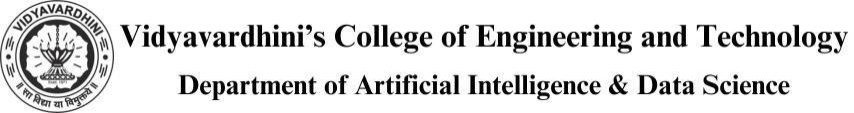 VIDYAVARDHINI
॥ सा विद्या या विमुक्तये ॥
Vidyavardhini's College of Engineering and Technology
Department of Artificial Intelligence & Data Science